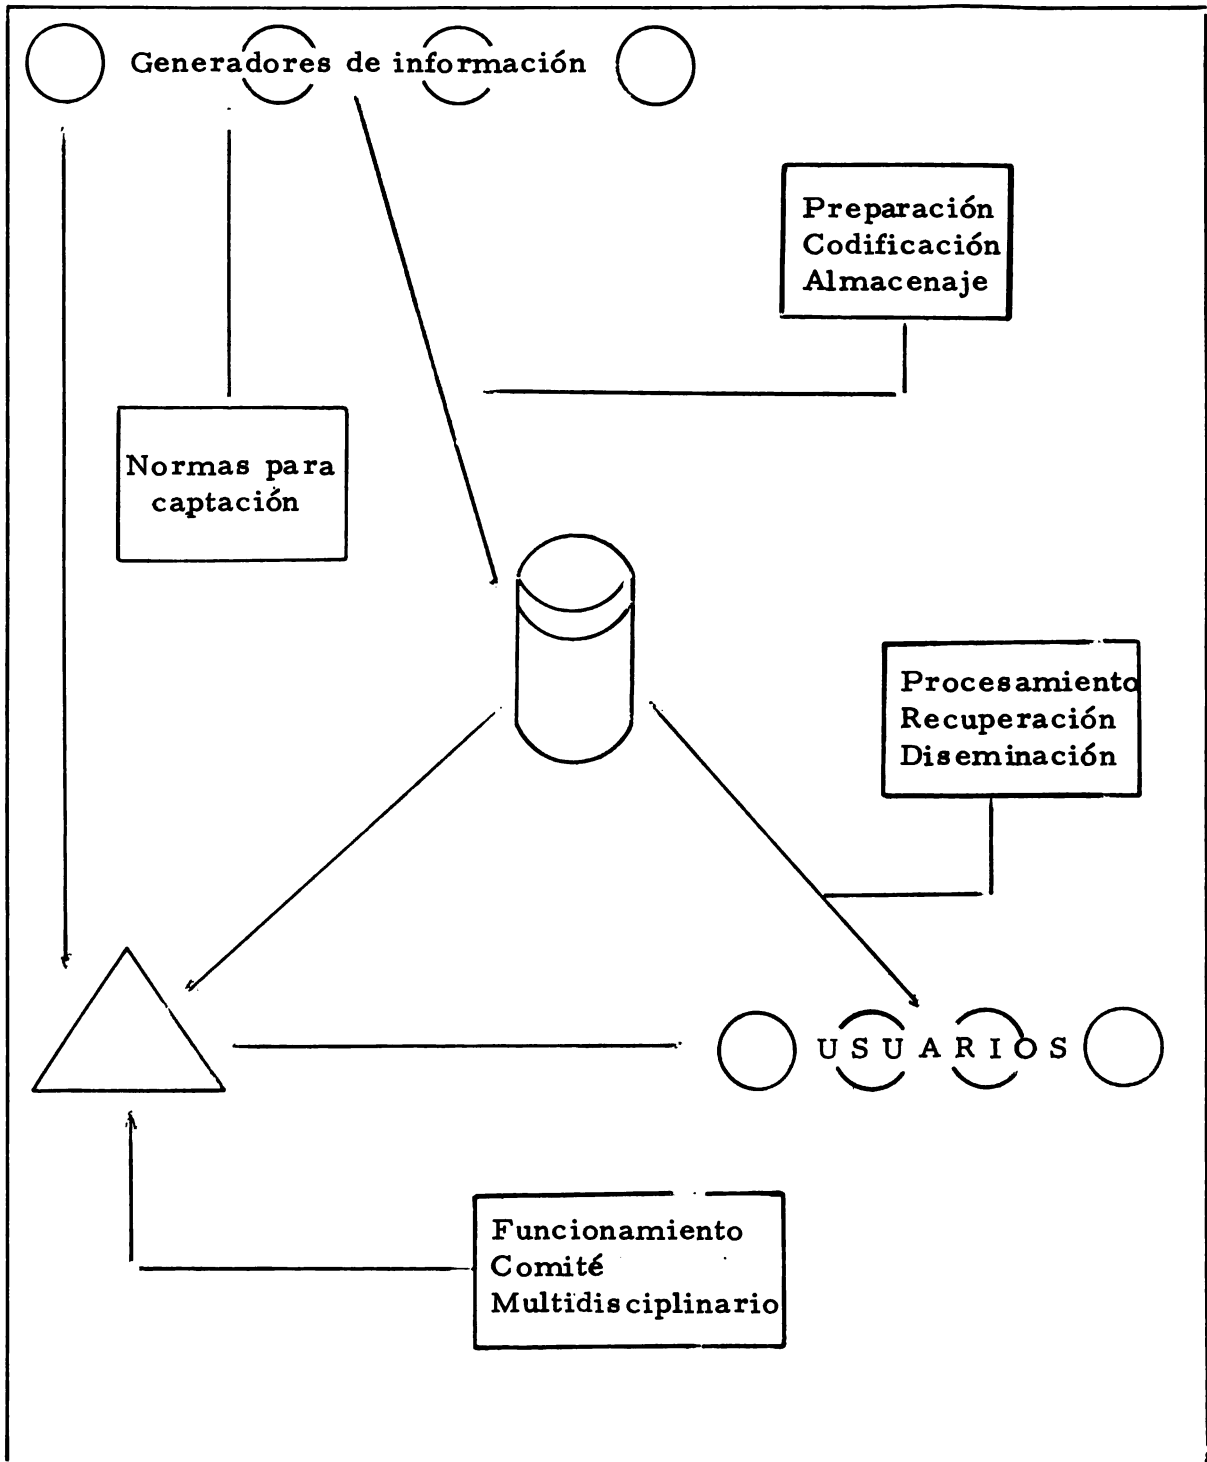 Generadores de información
Preparación
Codificación
Almacenaje
Normas para
captación
Procesamiento
Recuperación
Diseminación
USUARIOS
Funcionamiento
Comité
Multidisciplinario